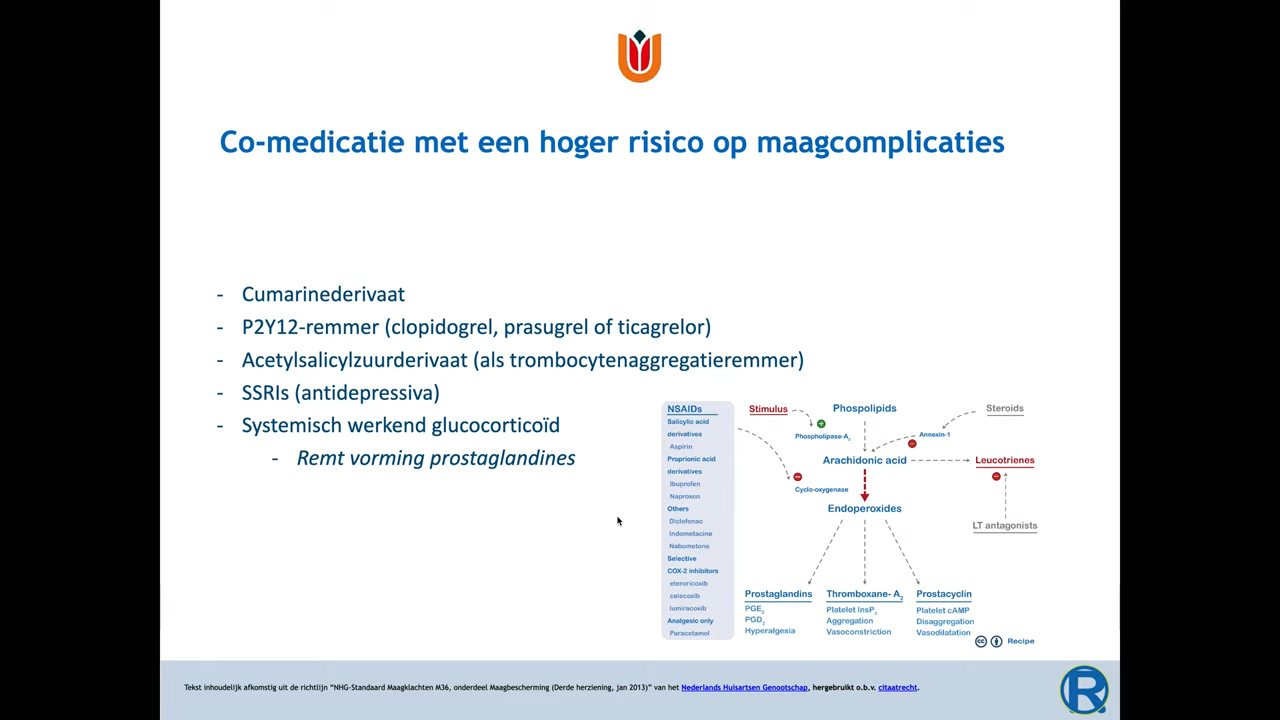 Co-medicatie met een hoger risico op maagcomplicaties
- Cumarinederivaat
- P2Y12-remmer (clopidogrel, prasugrel of ticagrelor)
- Acetylsalicylzuurderivaat (als trombocytenaggregatieremmer)
- SSRIs (antidepressiva)
- Systemisch werkend glucocorticoïd
- Remt vorming prostaglandines
NSAIDs
Salicylic acid
derivatives
Aspirin
Proprionic acid
derivatives
Ibuprofen
Naproxen
Others
Diclofenac
Indometacine
Nabumetone
Selective
COX-2 inhibitors
eteroricoxib
celecoxib
lumiracoxib
Analgesic only
Paracetamol
Stimulus
Phospolipids
Steroids
Phospholipase-A2
Annexin-1
Arachidonic acid
Leucotrienes
Cyclo-oxygenase
Endoperoxides
LT antagonists
Prostaglandins
PGE2
PGD2
Hyperalgesia
Thromboxane- A2
Platelet insP3
Aggregation
Vasoconstriction
Prostacyclin
Platelet cAMP
Disaggregation
Vasodilatation
cc Recipe
Tekst inhoudelijk afkomstig uit de richtlijn "NHG-Standaard Maagklachten M36, onderdeel Maagbescherming (Derde herziening, jan 2013)" van het Nederlands Huisartsen Genootschap, hergebruikt o.b.v. citaatrecht.
R